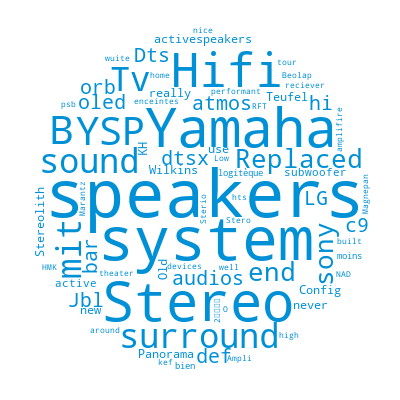 nice
wuite activespeakers tour
Dts Hifi
Tv home really Beolap
orb enceintes performant reciever
oled atmos Teufel hi
psb RFT amplifire
BYSP Yamaha
KH use
sound dtsx Low Replaced
Wilkins logitèque subwoofer
Marantz speakers Magnepan
Stereolith Sterio hts LG
mit system sony c9
Stero
bar Old devices well end built
active audios Config moins
Jbl Stereo never
HMK new theater NAD
around surround high
Panorama def Ampli
kef bien